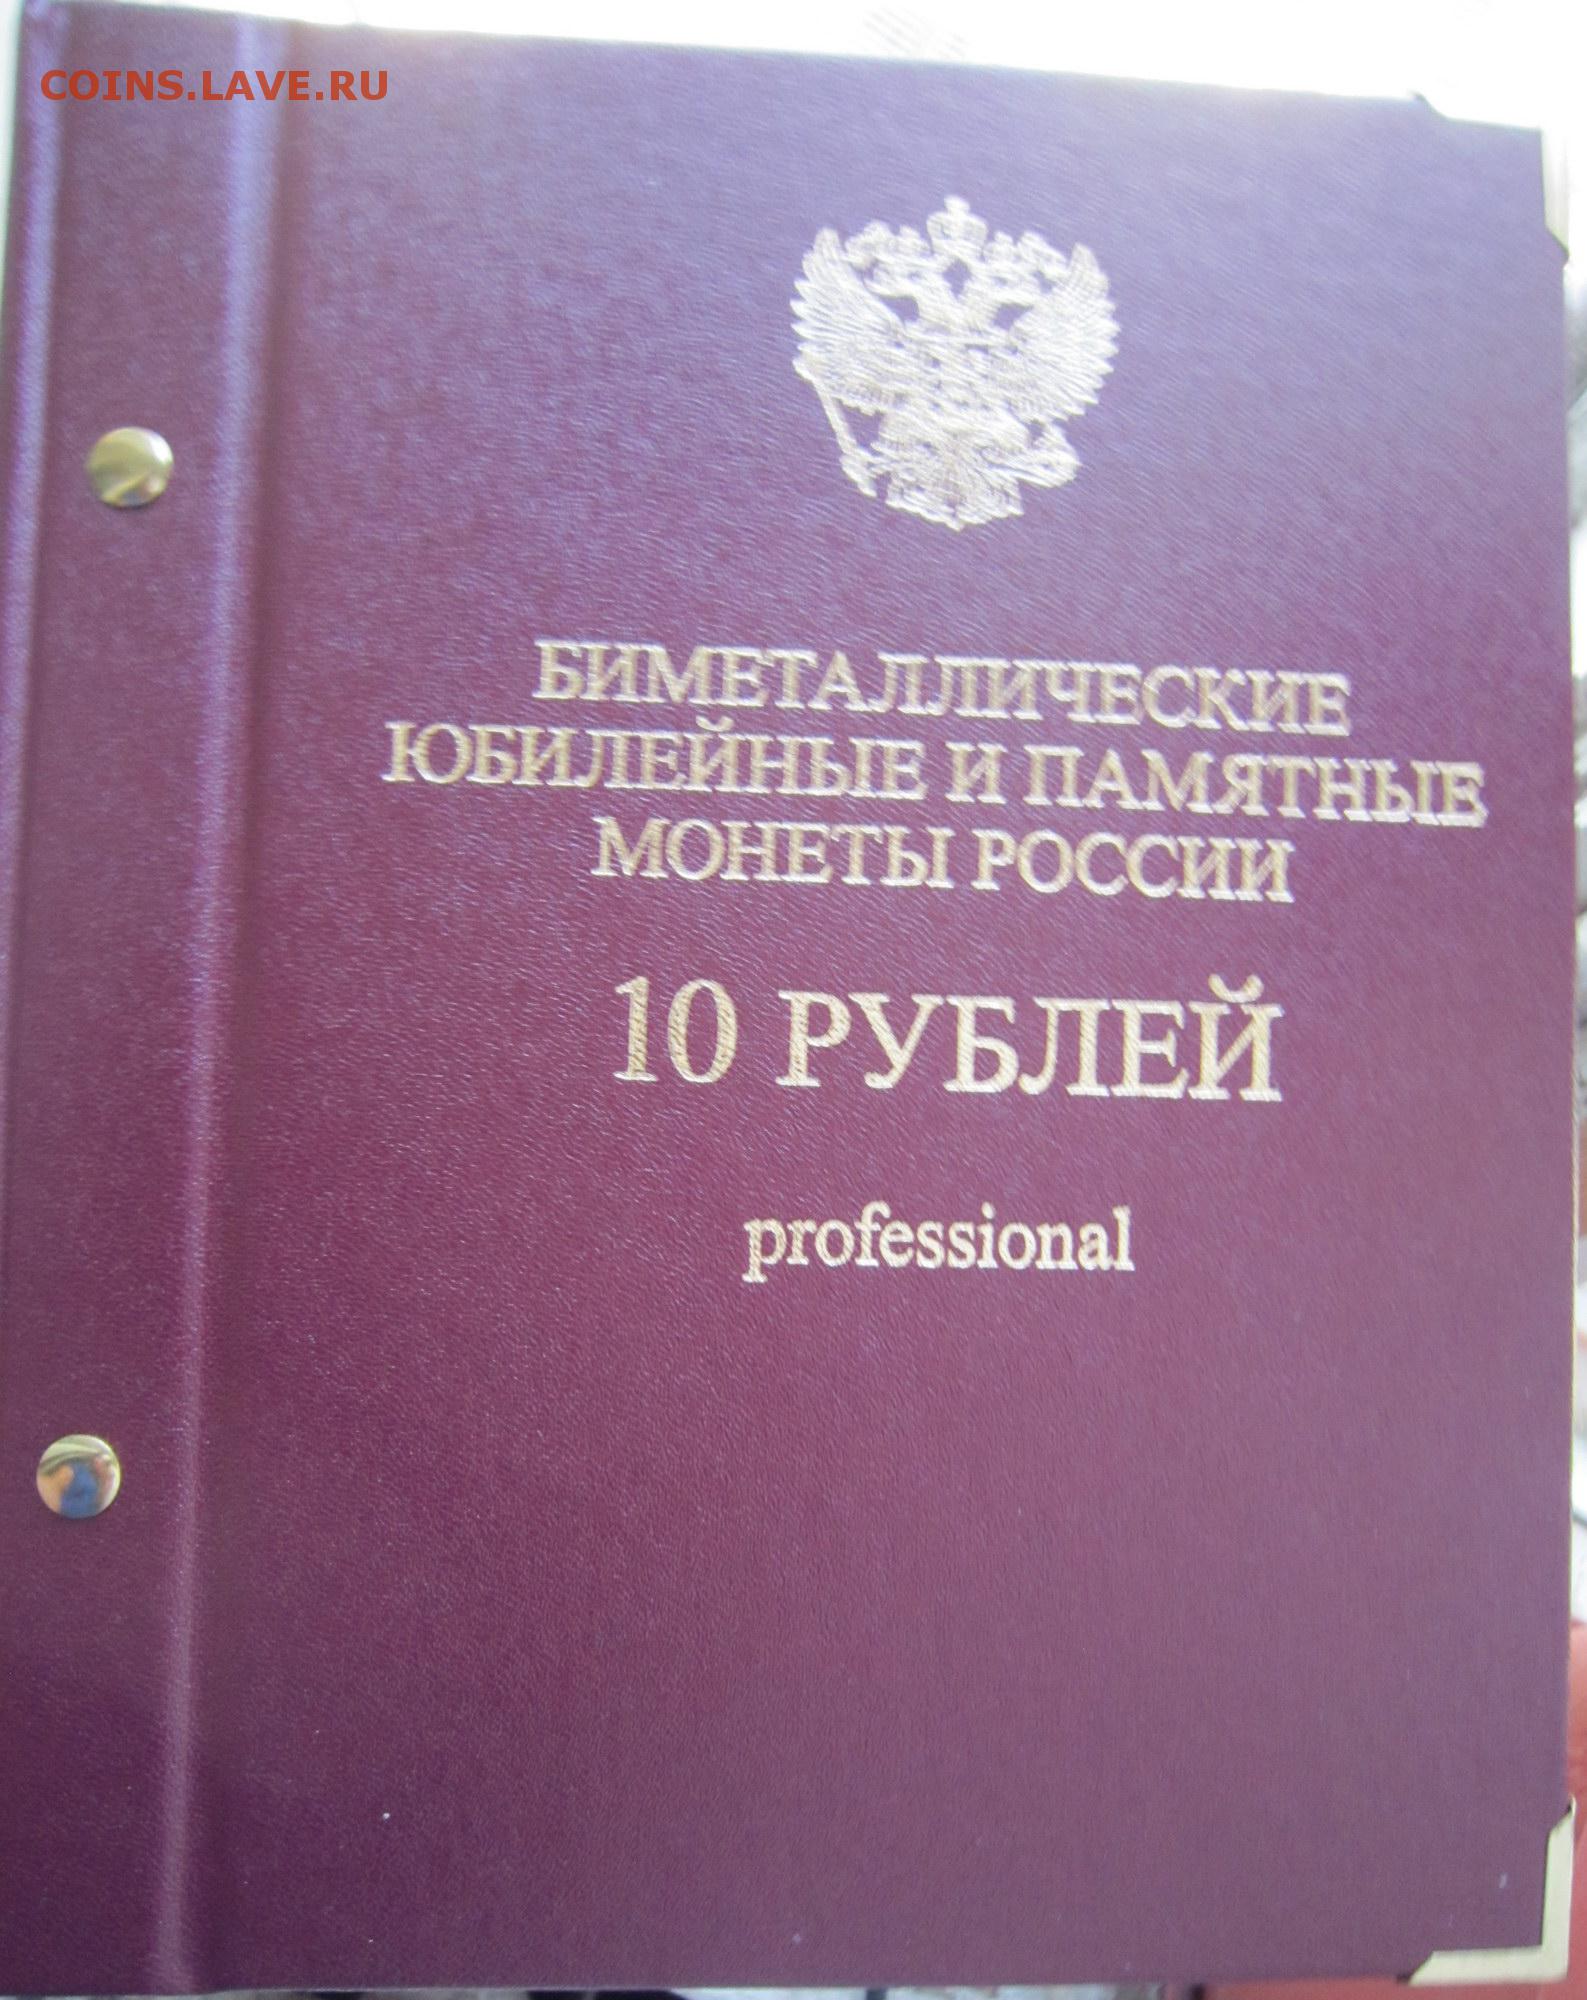 COINS.LAVE.RU
БИМЕТАЛЛИЧЕСКИЕ
ЮБИЛЕЙНЫЕ И ПАМЯТНЫЕ
МОНЕТЫ РОССИИ
10 РУБЛЕЙ
professional